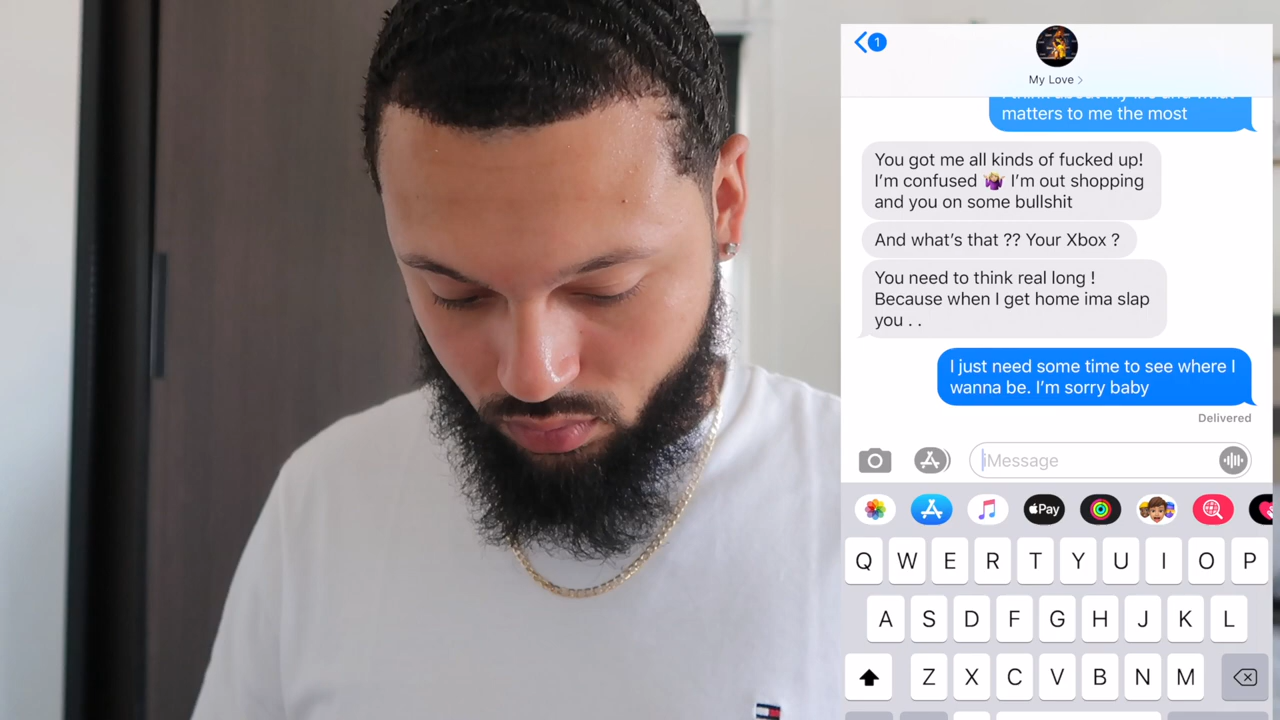 1
My Love >
matters to me the most
You got me all kinds of fucked up!
I'm confused 🤷‍♀️ I'm out shopping
and you on some bullshit
And what's that ?? Your Xbox ?
You need to think real long !
Because when I get home ima slap
you . .
I just need some time to see where I
wanna be. I'm sorry baby
Delivered
iMessage
Pay
Q W E R T Y U I O P
A S D F G H J K L
Z X C V B N M